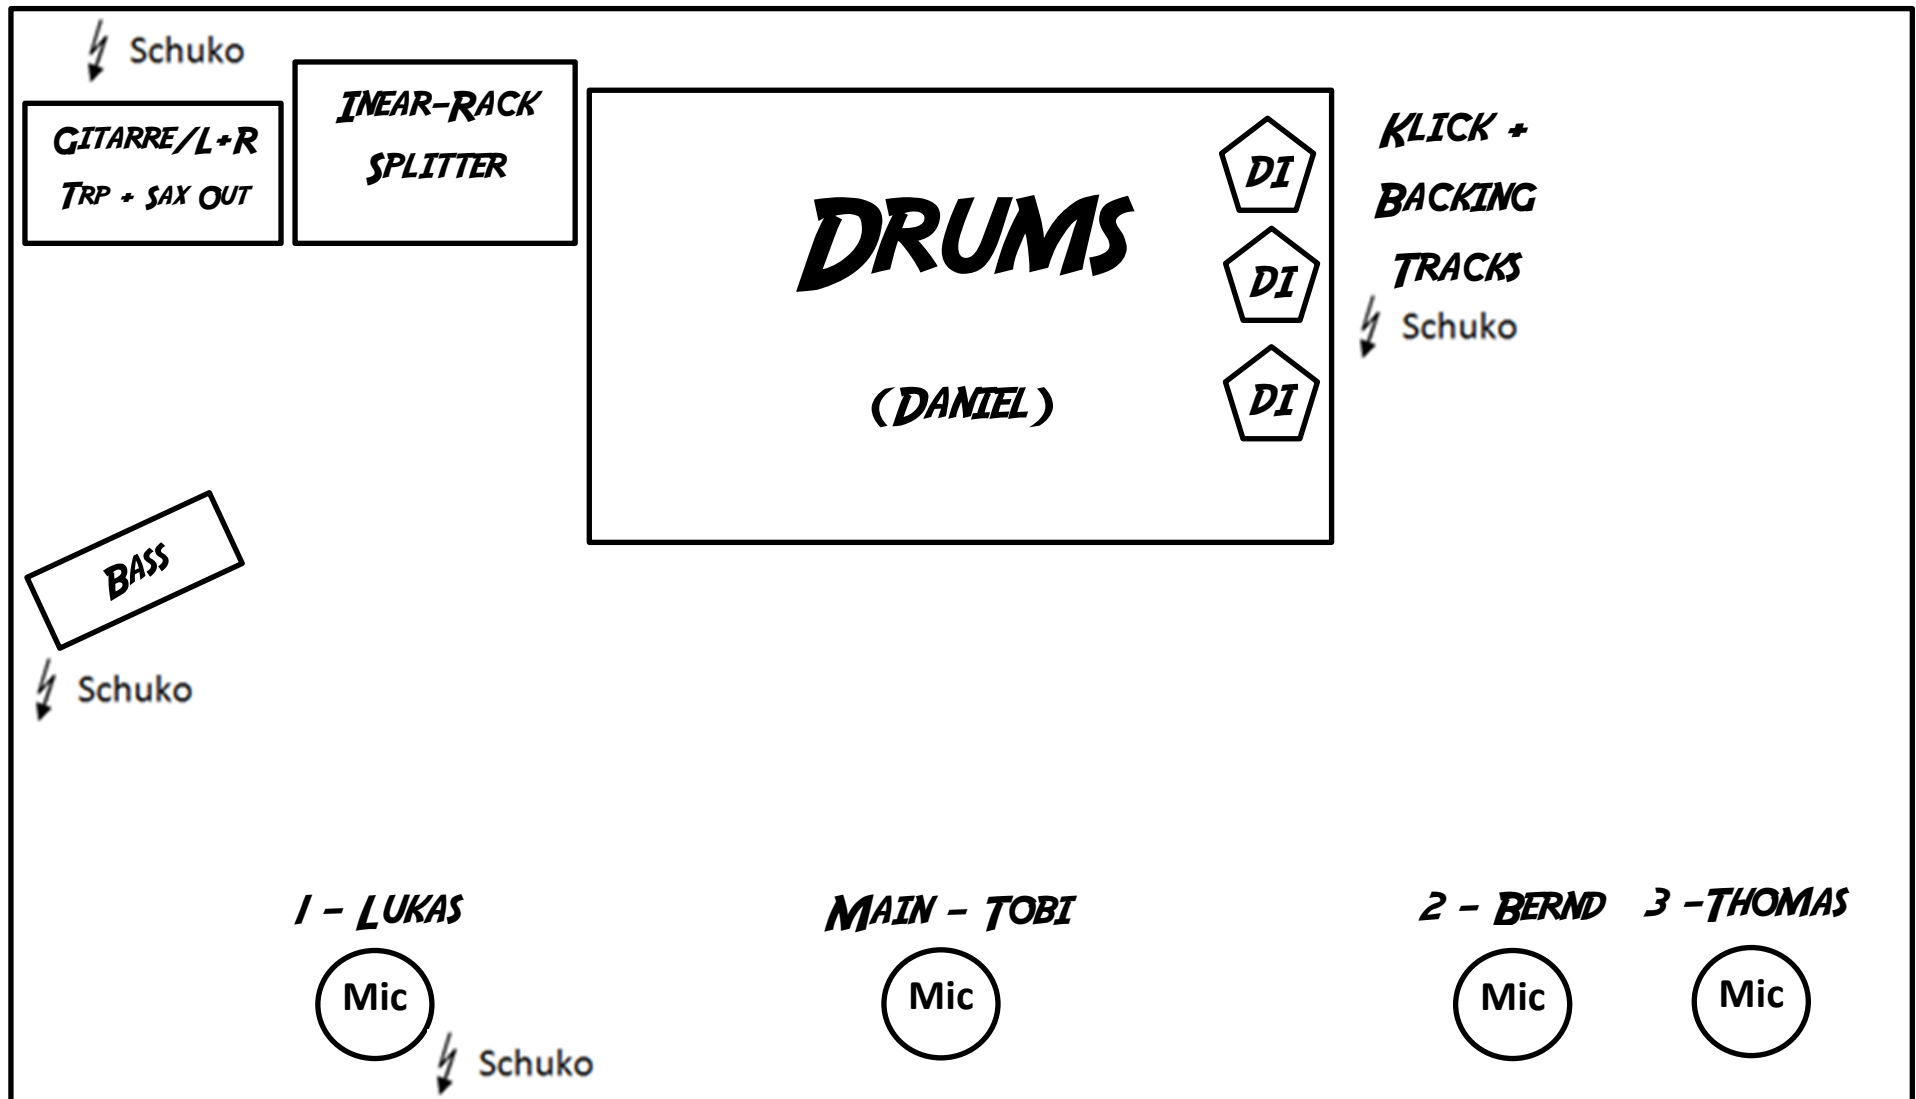 Schuko
Gitarre/L+R
Trp + Sax Out
Inear-Rack
Splitter
Drums
(Daniel)
DI
DI
DI
Klick +
Backing
Tracks
Schuko
Bass
Schuko
1 - Lukas
Main - Tobi
2 - Bernd
3 -Thomas
Mic
Mic
Mic
Mic
Schuko